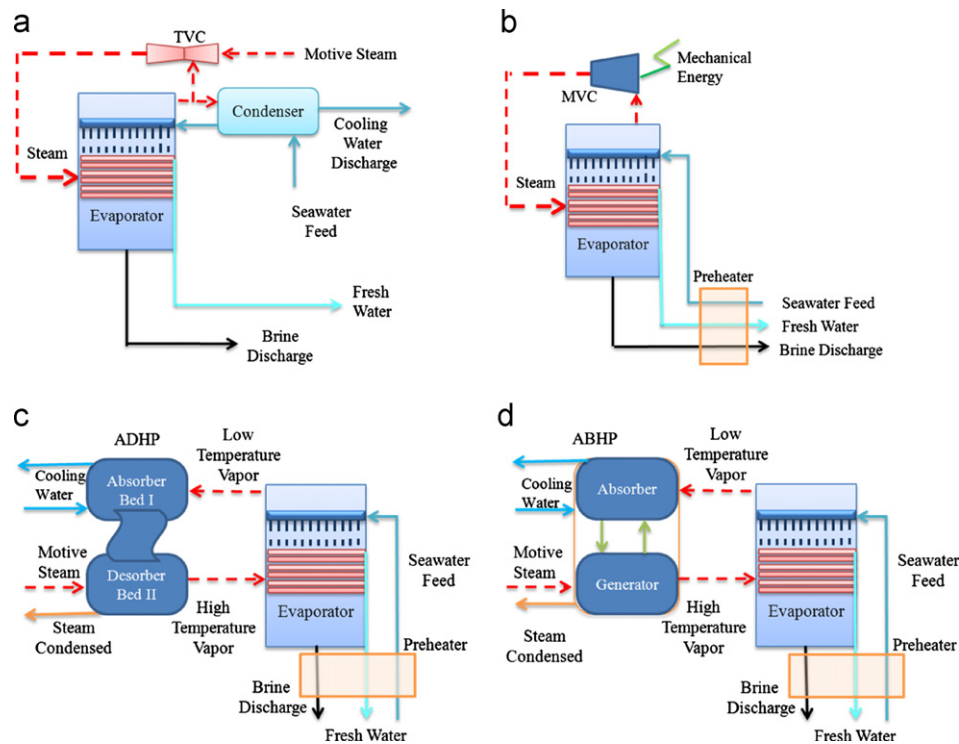 a
TVC
Motive Steam
Condenser
Cooling
Water
Discharge
Steam
Evaporator
Seawater
Feed
Fresh
Water
Brine
Discharge
b
MVC
Mechanical
Energy
Steam
Evaporator
Preheater
Seawater Feed
Fresh Water
Brine Discharge
c
ADHP
Low
Temperature
Vapor
Cooling
Water
Absorber
Bed I
Motive
Steam
Desorber
Bed II
Seawater
Feed
Evaporator
Steam
Condensed
High
Temperature
Vapor
Preheater
Brine
Discharge
Fresh Water
d
ABHP
Low
Temperature
Vapor
Cooling
Water
Absorber
Motive
Steam
Generator
Seawater
Feed
Evaporator
Steam
Condensed
High
Temperature
Vapor
Preheater
Brine
Discharge
Fresh Water